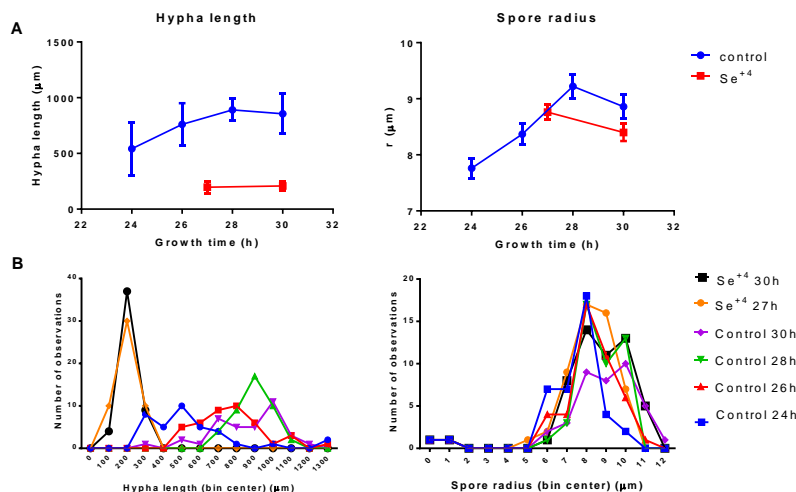 Hypha length
Spore radius
A
1500
1000
500
0
22 24 26 28 30 32
Hypha length (µm)
Growth time (h)
10
9
8
7
22 24 26 28 30 32
r (µm)
Growth time (h)
control
Se+4
B
40
30
20
10
0
0 100 200 300 400 500 600 700 800 900 1000 1100 1200 1300
Number of observations
Hypha length (bin center) (µm)
20
15
10
5
0
0 1 2 3 4 5 6 7 8 9 10 11 12
Number of observations
Spore radius (bin center) (µm)
Se+4 30h
Se+4 27h
Control 30h
Control 28h
Control 26h
Control 24h